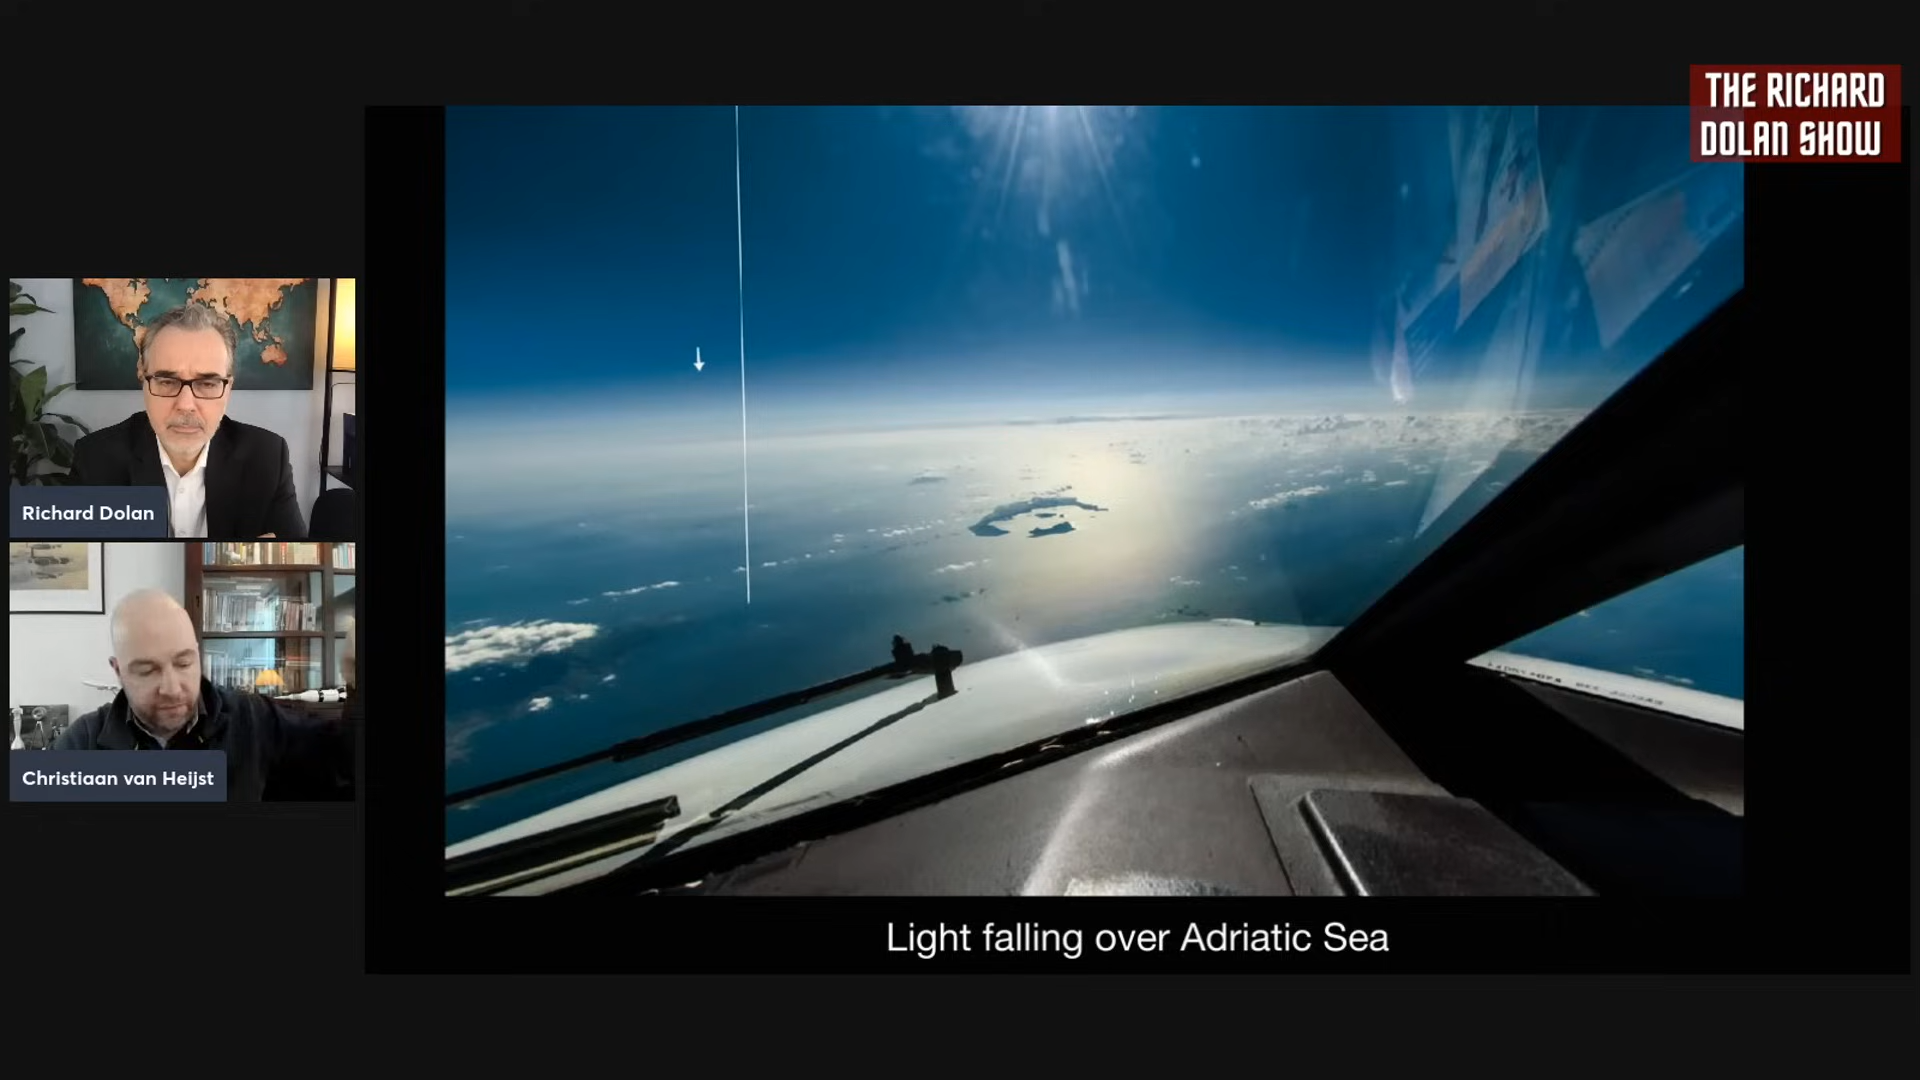 THE RICHARD
DOLAN SHOW
Richard Dolan
Christiaan van Heijst
Light falling over Adriatic Sea